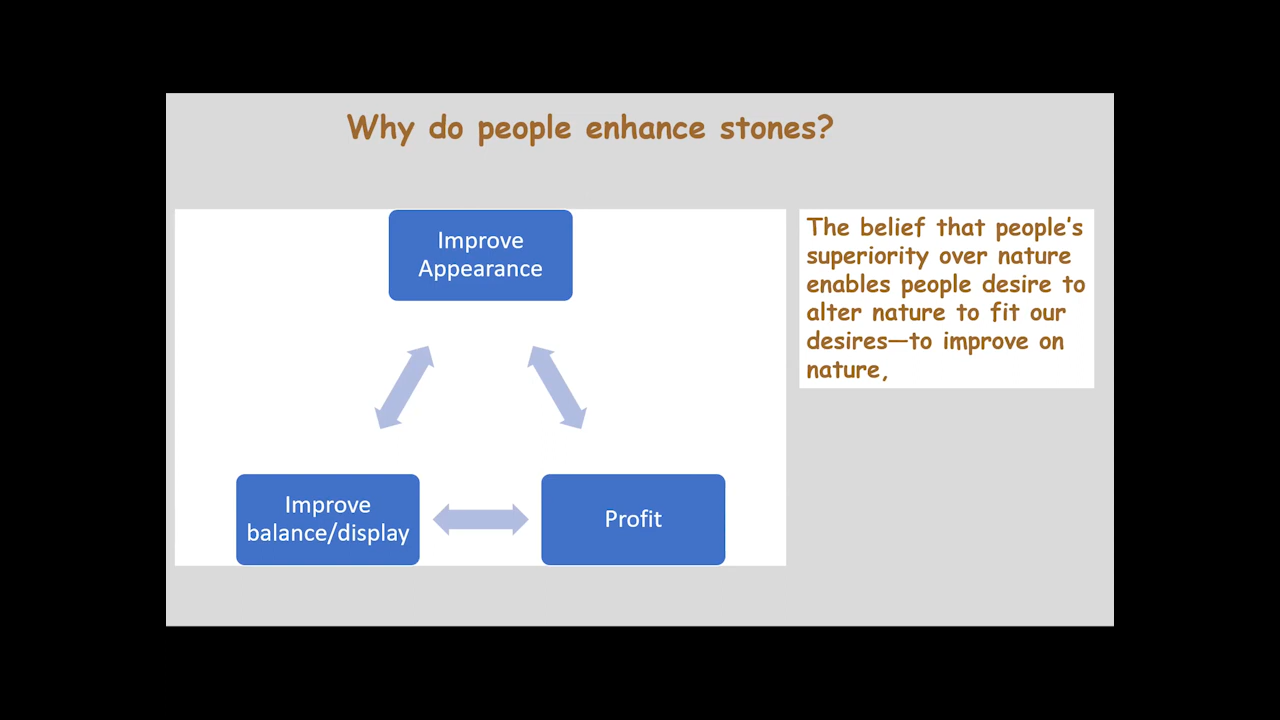 Why do people enhance stones?
Improve
Appearance
Improve
balance/display
Profit
The belief that people's
superiority over nature
enables people desire to
alter nature to fit our
desires—to improve on
nature,